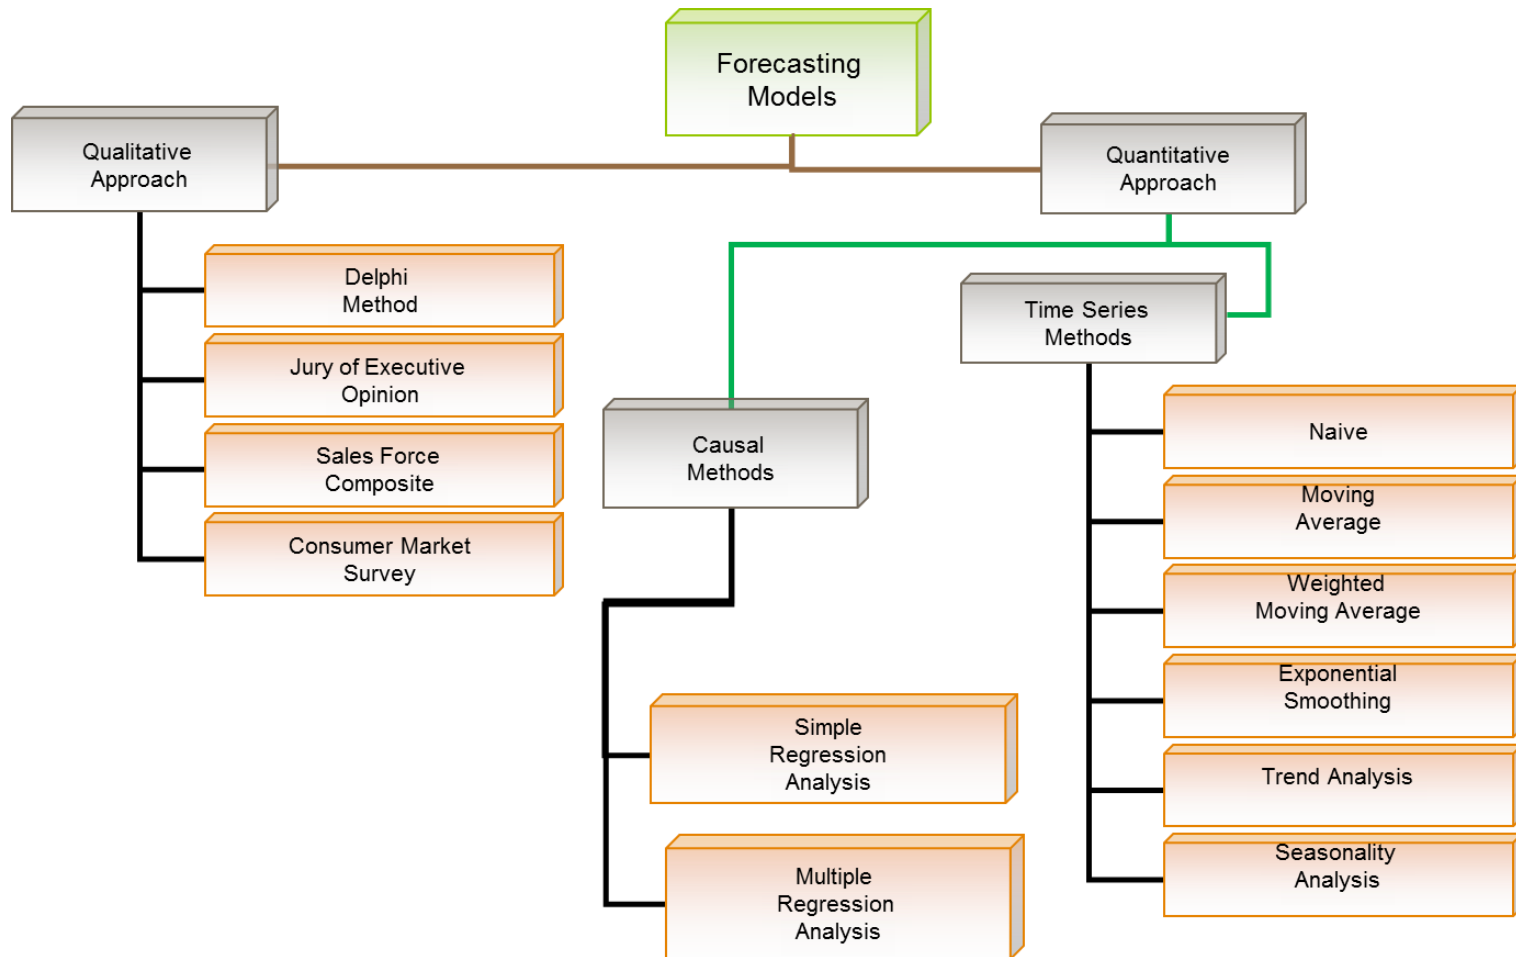 Forecasting
Models
Qualitative
Approach
Quantitative
Approach
Delphi
Method
Jury of Executive
Opinion
Sales Force
Composite
Consumer Market
Survey
Causal
Methods
Simple
Regression
Analysis
Multiple
Regression
Analysis
Time Series
Methods
Naive
Moving
Average
Weighted
Moving Average
Exponential
Smoothing
Trend Analysis
Seasonality
Analysis